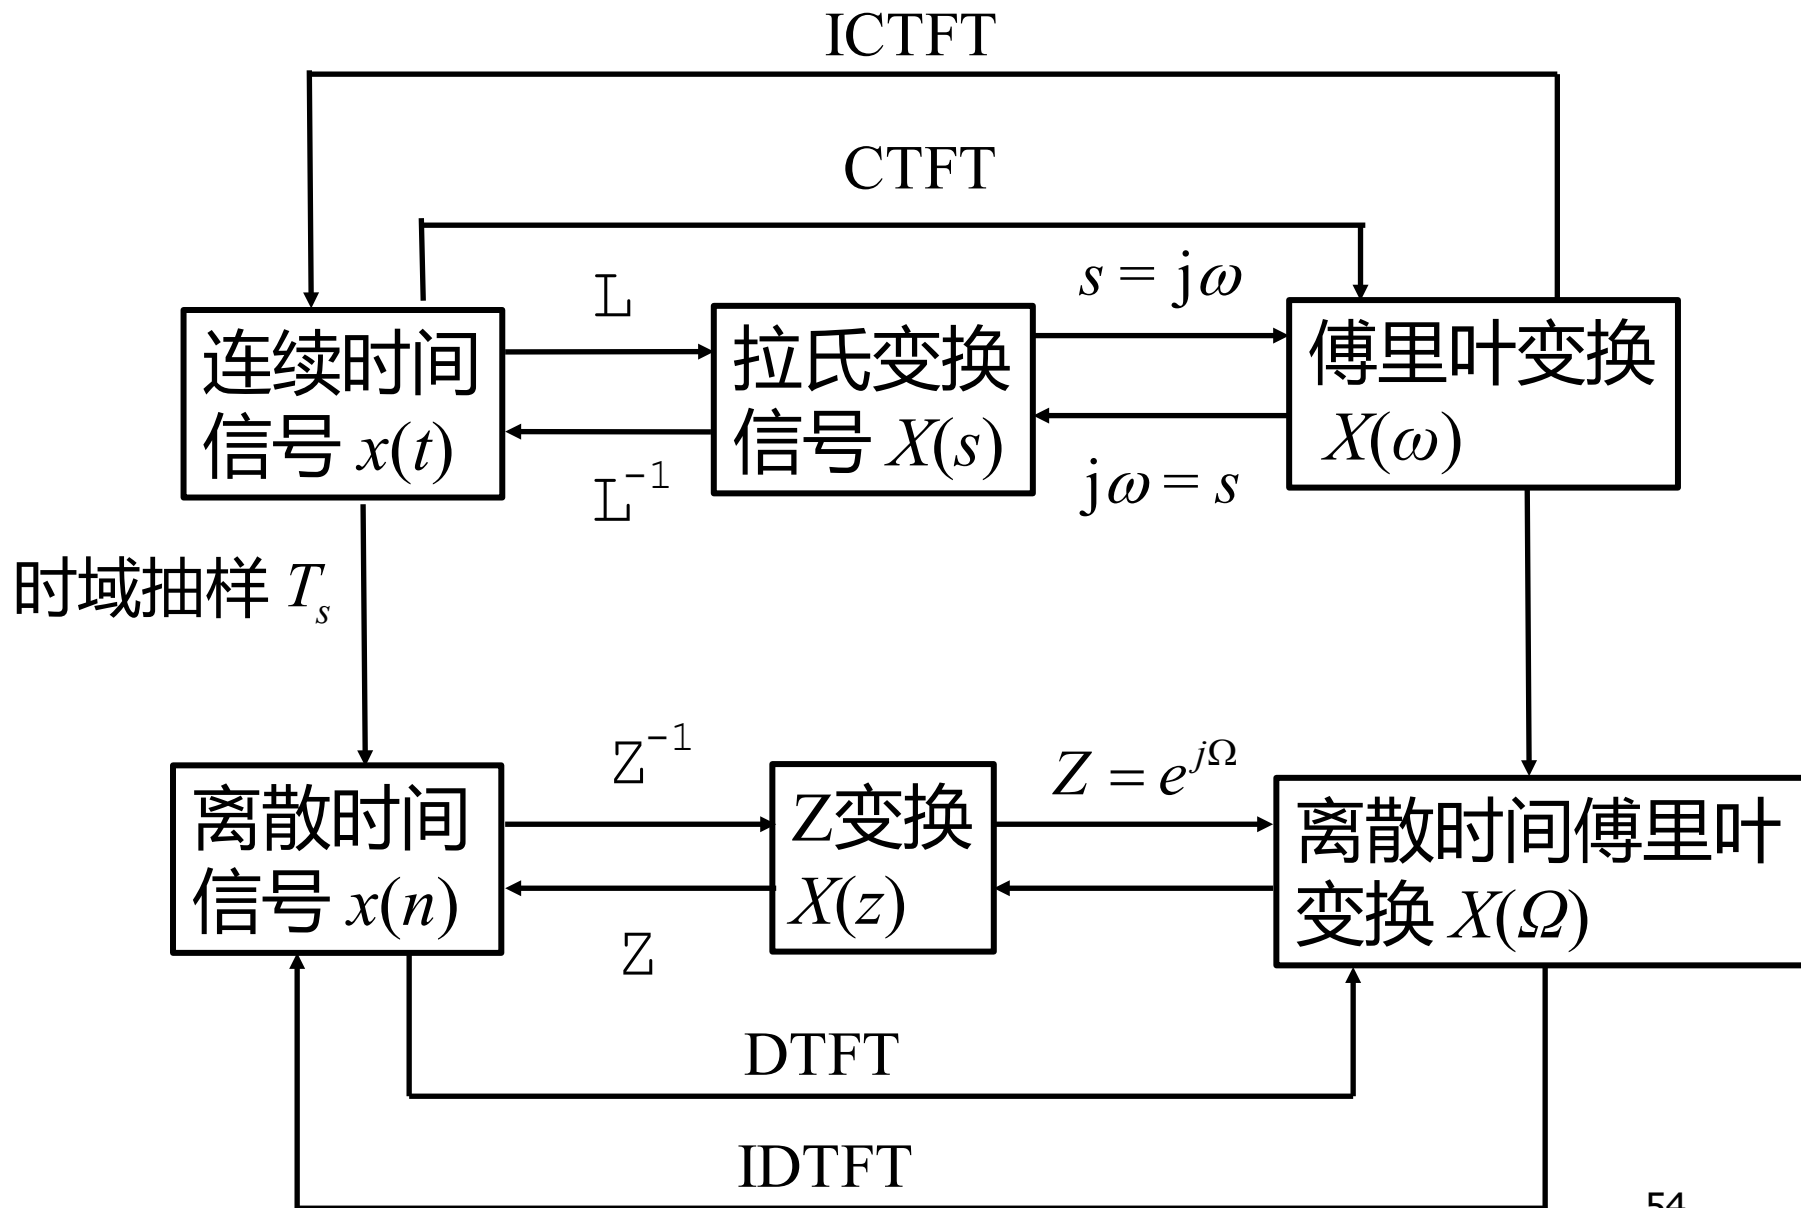 ICTFT
CTFT
L
s = jω
连续时间
信号 x(t)
拉氏变换
信号 X(s)
傅里叶变换
X(ω)
L⁻¹
jω = s
时域抽样 Tₛ
Z⁻¹
Z = e^{jΩ}
离散时间
信号 x(n)
Z变换
X(z)
离散时间傅里叶
变换 X(Ω)
Z
DTFT
IDTFT
54